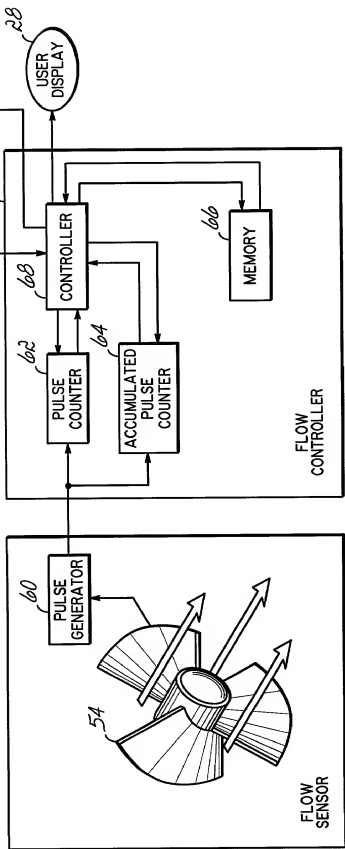 28
USER
DISPLAY
68
CONTROLLER
62
PULSE
COUNTER
64
ACCUMULATED
PULSE
COUNTER
66
MEMORY
FLOW
CONTROLLER
60
PULSE
GENERATOR
54
FLOW
SENSOR